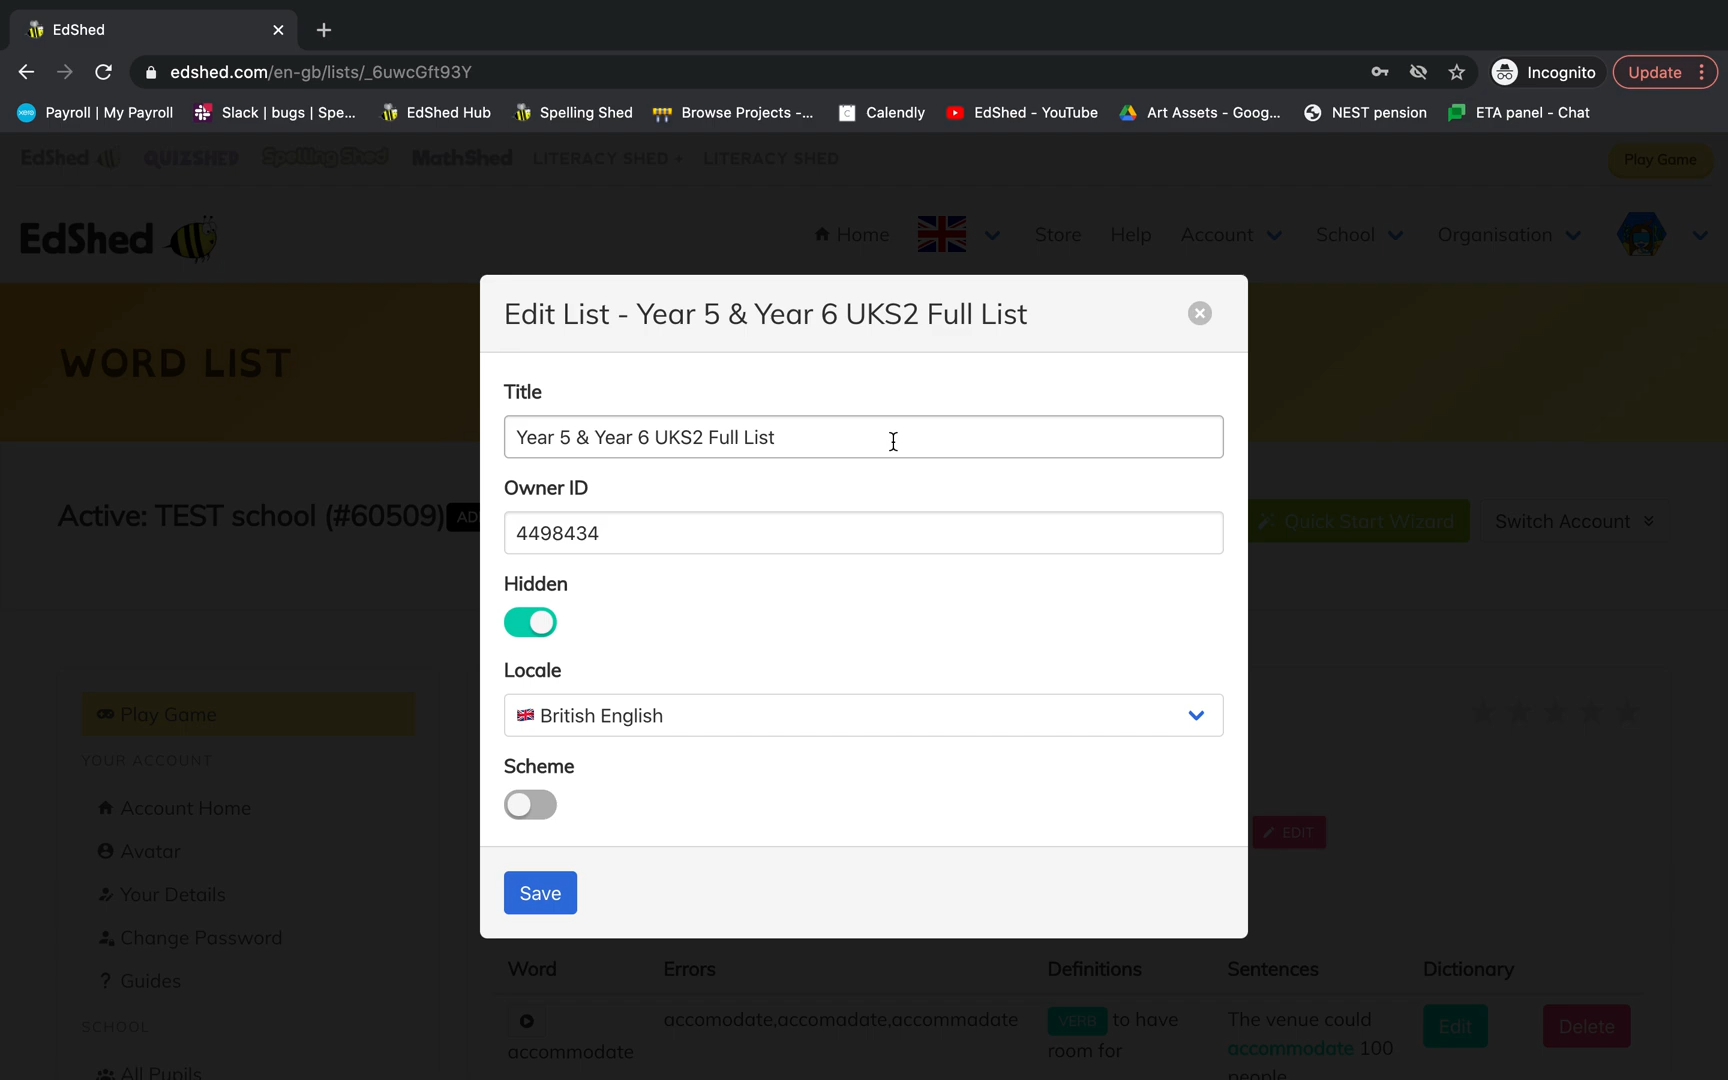 EdShed
edshed.com/en-gb/lists/_6uwcGft93Y
Incognito
Update
Payroll | My Payroll
Slack | bugs | Spe...
EdShed Hub
Spelling Shed
Browse Projects -...
Calendly
EdShed - YouTube
Art Assets - Goog...
NEST pension
ETA panel - Chat
EdShed
QUIZSHED
Spelling Shed
MathShed
LITERACY SHED +
LITERACY SHED
Play Game
EdShed
Home
Store
Help
Account
School
Organisation
WORD LIST
Edit List - Year 5 & Year 6 UKS2 Full List
Title
Year 5 & Year 6 UKS2 Full List
Owner ID
4498434
Hidden
Locale
British English
Scheme
Save
Active: TEST school (#60509)
Quick Start Wizard
Switch Account
Play Game
YOUR ACCOUNT
Account Home
Avatar
Your Details
Change Password
? Guides
SCHOOL
All Pupils
EDIT
Word
Errors
Definitions
Sentences
Dictionary
accommodate
accomodate,accomadate,accommadate
VERB to have
room for
The venue could
accommodate 100
people
Edit
Delete